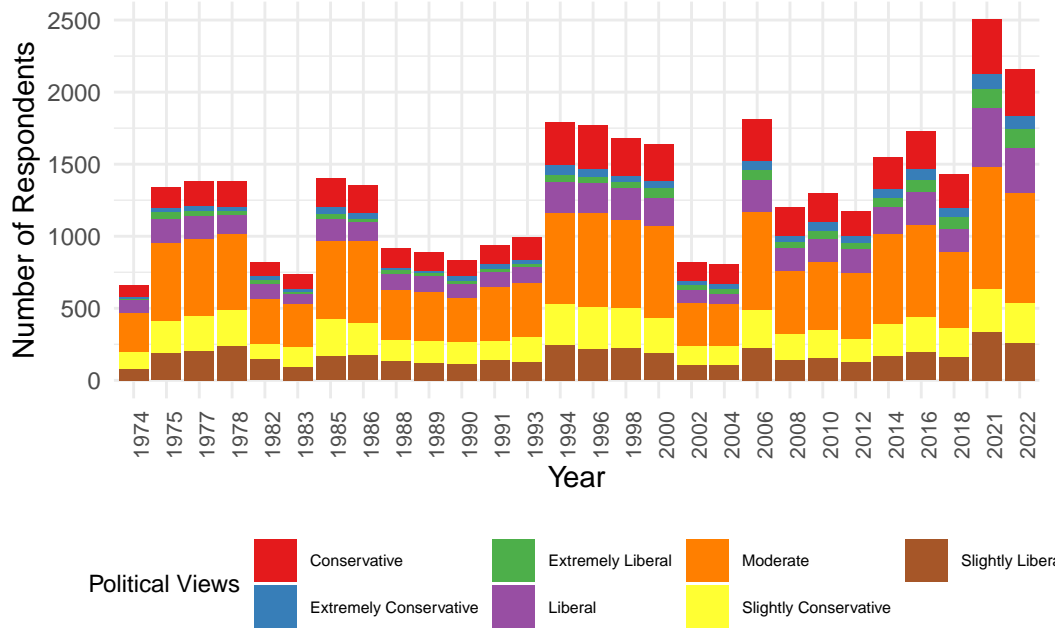 Number of Respondents
2500
2000
1500
1000
500
0
1974 1975 1977 1978 1982 1983 1985 1986 1988 1989 1990 1991 1993 1994 1996 1998 2000 2002 2004 2006 2008 2010 2012 2014 2016 2018 2021 2022
Year
Political Views
Conservative Extremely Liberal Moderate Slightly Libera
Extremely Conservative Liberal Slightly Conservative